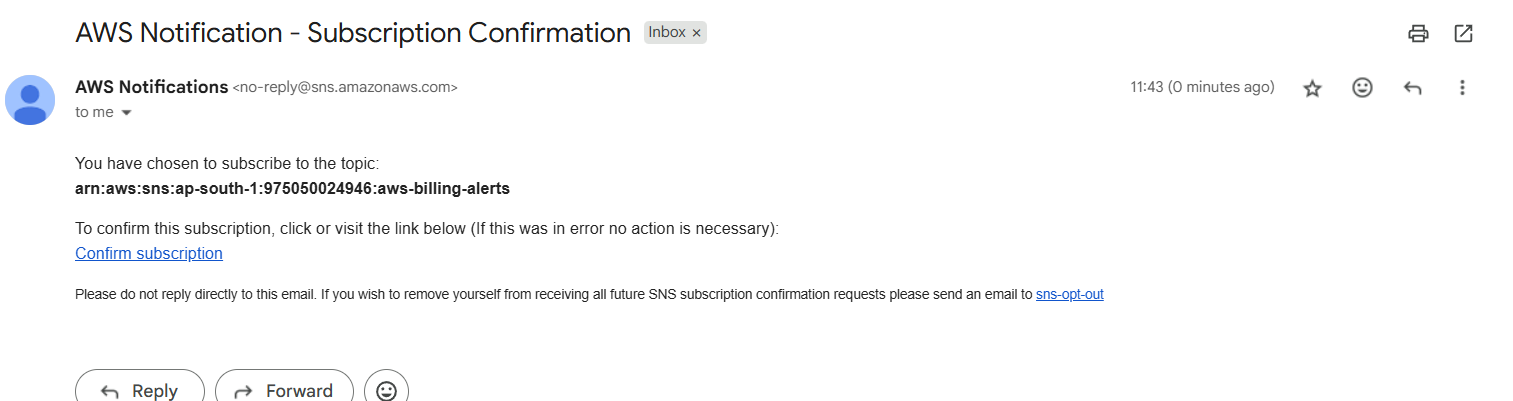 AWS Notification - Subscription Confirmation Inbox ×
AWS Notifications <no-reply@sns.amazonaws.com> 11:43 (0 minutes ago)
to me
You have chosen to subscribe to the topic:
arn:aws:sns:ap-south-1:975050024946:aws-billing-alerts
To confirm this subscription, click or visit the link below (If this was in error no action is necessary):
Confirm subscription
Please do not reply directly to this email. If you wish to remove yourself from receiving all future SNS subscription confirmation requests please send an email to sns-opt-out
Reply Forward